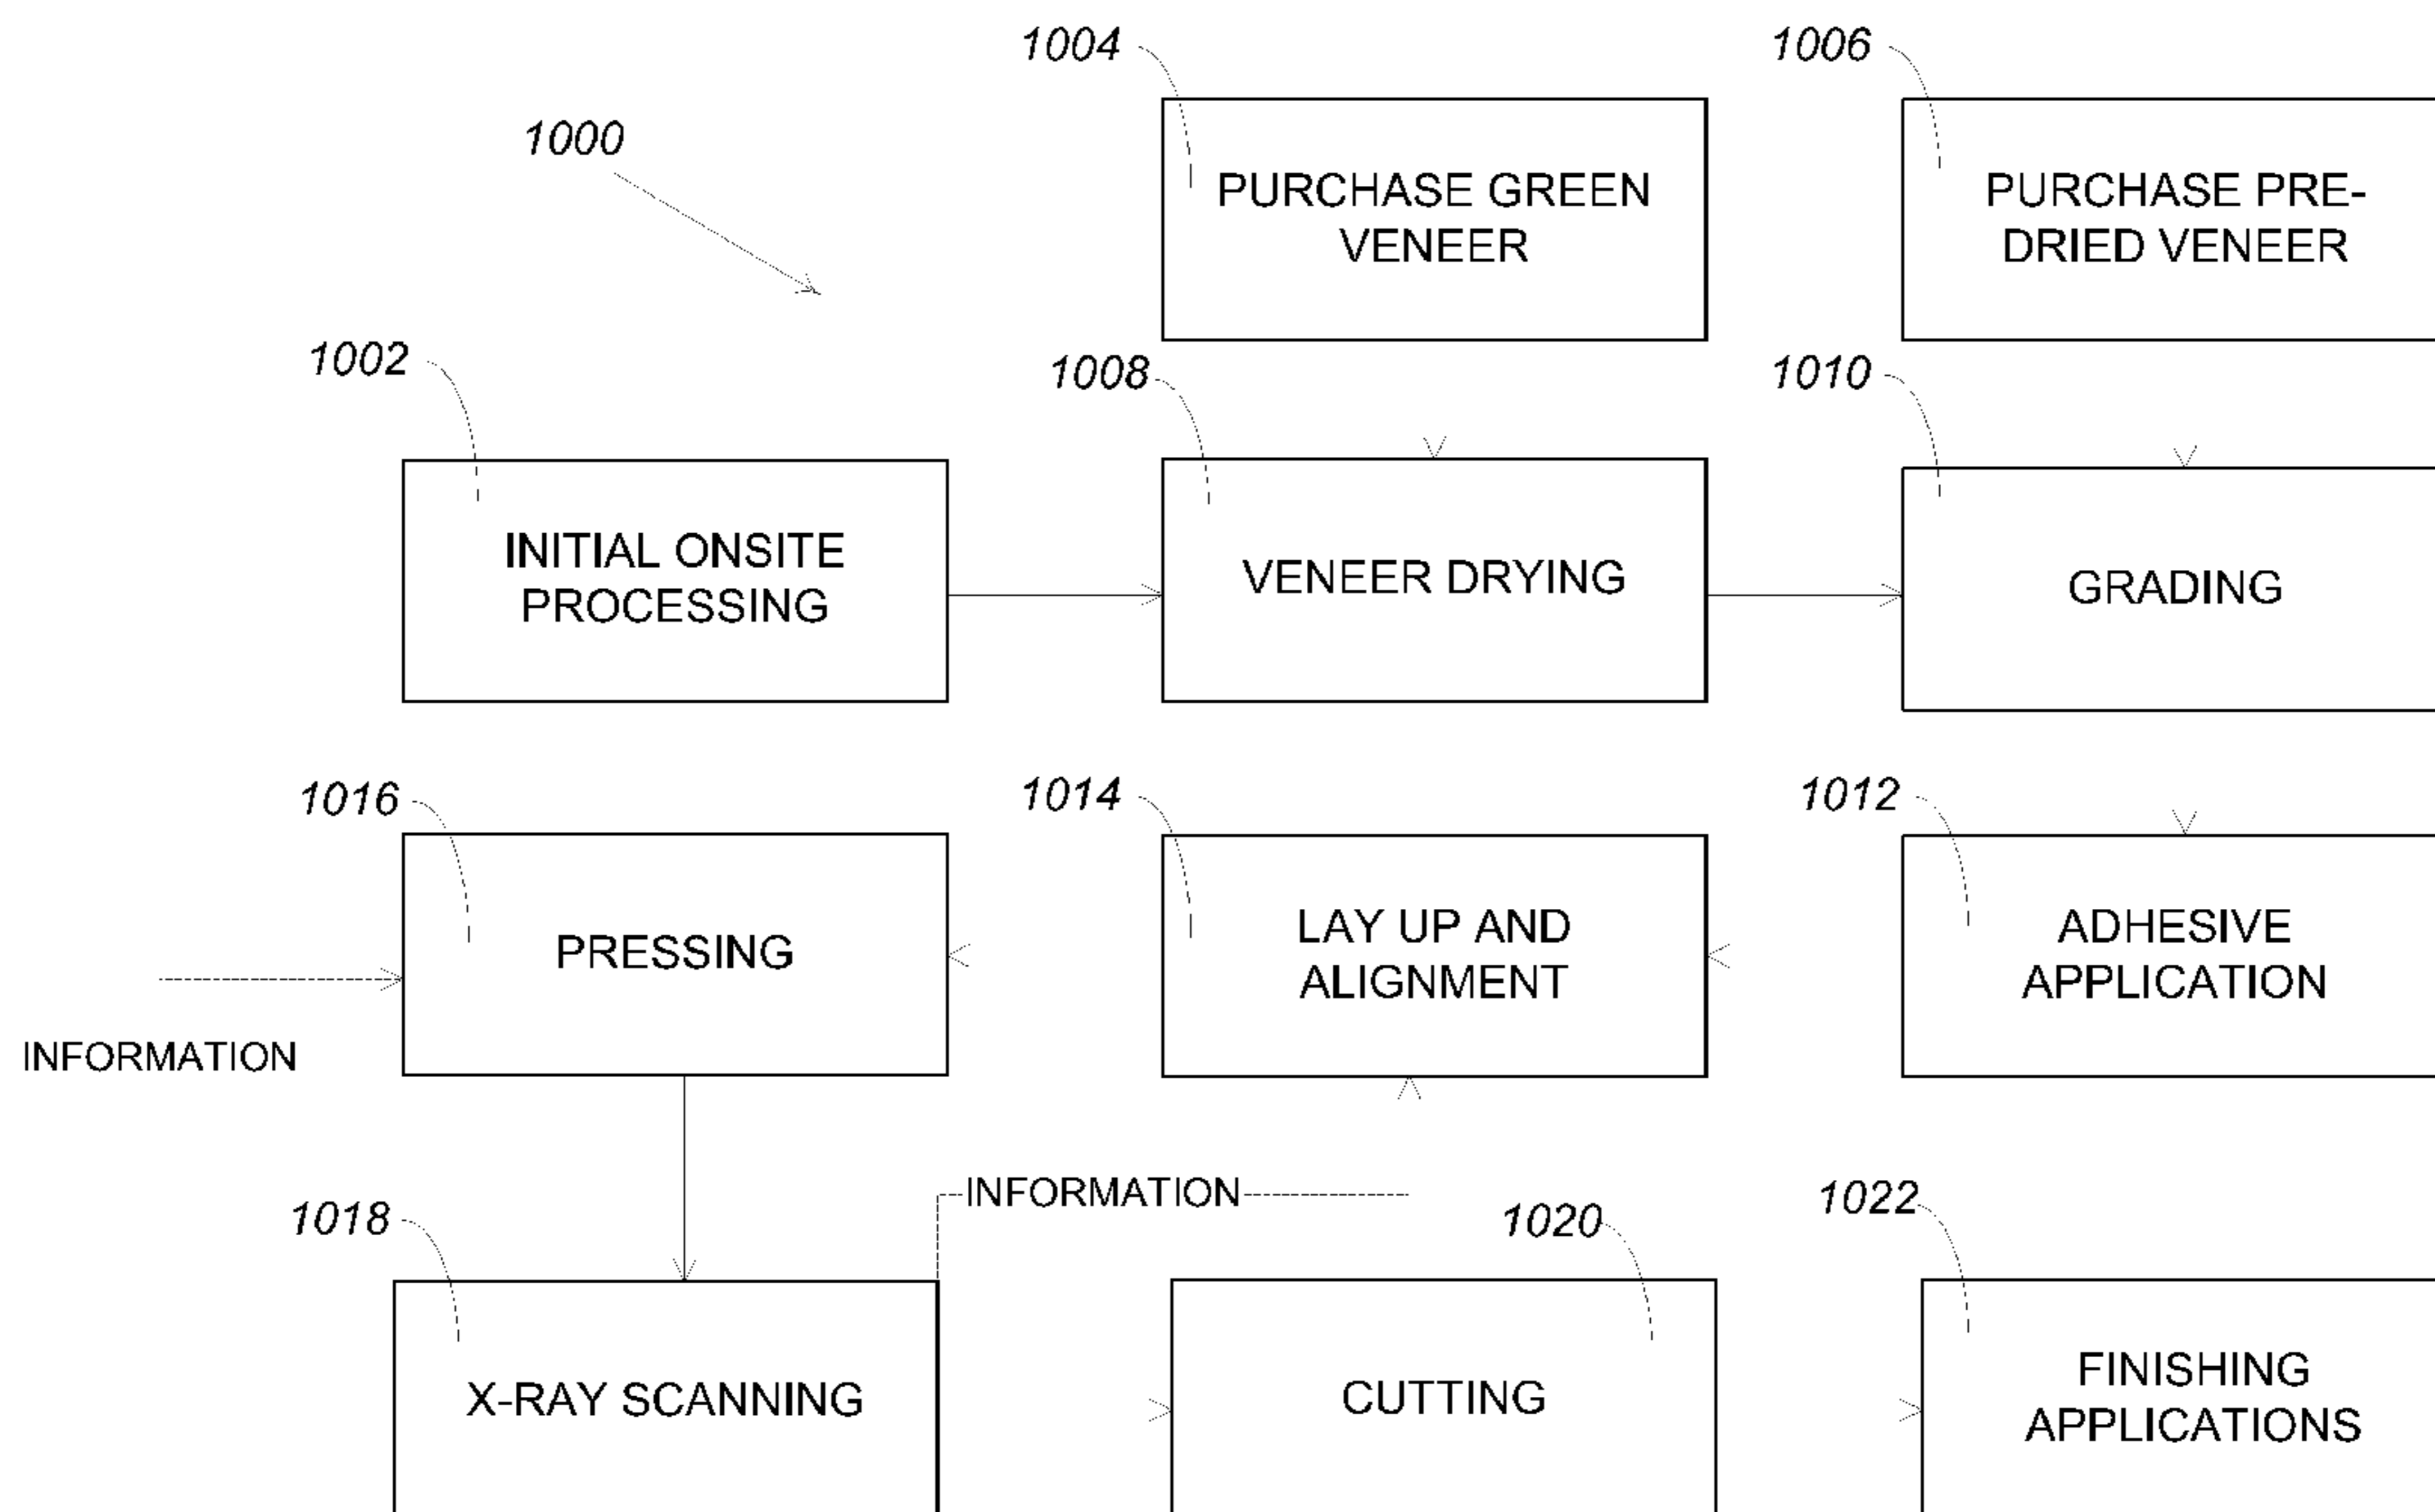 1004
1006
1000
PURCHASE GREEN
VENEER
PURCHASE PRE-
DRIED VENEER
1002
1008
1010
INITIAL ONSITE
PROCESSING
VENEER DRYING
GRADING
1016
1014
1012
PRESSING
LAY UP AND
ALIGNMENT
ADHESIVE
APPLICATION
INFORMATION
INFORMATION
1018
1020
1022
X-RAY SCANNING
CUTTING
FINISHING
APPLICATIONS